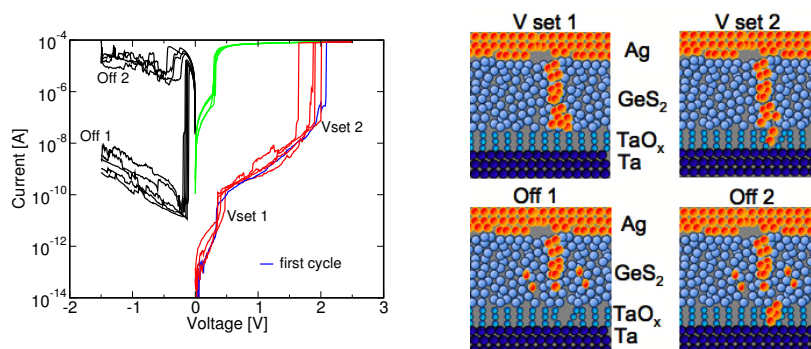 10⁻⁴
10⁻⁶
10⁻⁸
10⁻¹⁰
10⁻¹²
10⁻¹⁴
Current [A]
Off 2
Off 1
Vset 2
Vset 1
first cycle
-2 -1 0 1 2 3
Voltage [V]
V set 1 V set 2
Ag
GeS₂
TaOₓ
Ta
Off 1 Off 2
Ag
GeS₂
TaOₓ
Ta